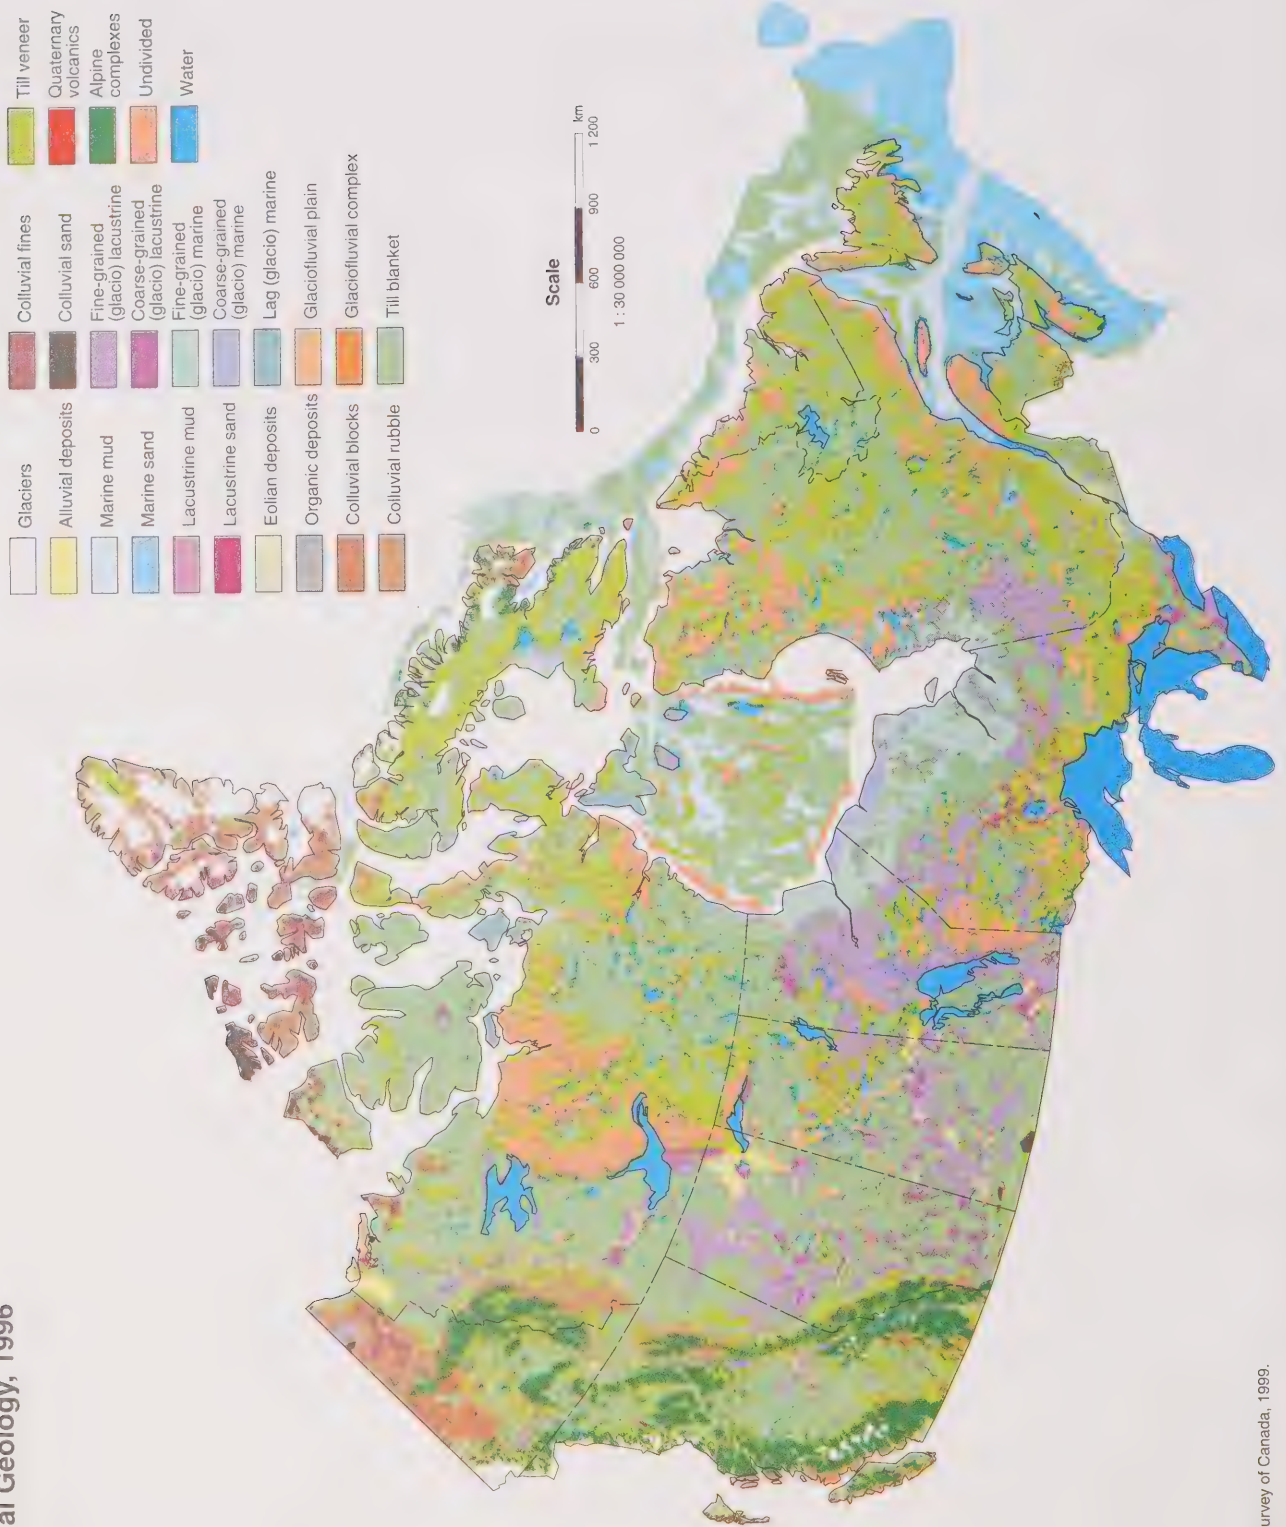 al Geology, 1996
Glaciers
Alluvial deposits
Marine mud
Marine sand
Lacustrine mud
Lacustrine sand
Eolian deposits
Organic deposits
Colluvial blocks
Colluvial rubble
Colluvial fines
Colluvial sand
Fine-grained
(glacio) lacustrine
Coarse-grained
(glacio) lacustrine
Fine-grained
(glacio) marine
Coarse-grained
(glacio) marine
Lag (glacio) marine
Glaciofluvial plain
Glaciofluvial complex
Till blanket
Till veneer
Quaternary
volcanics
Alpine
complexes
Undivided
Water
Scale
0 300 600 900 1 200 km
1 : 30 000 000
urvey of Canada, 1999.